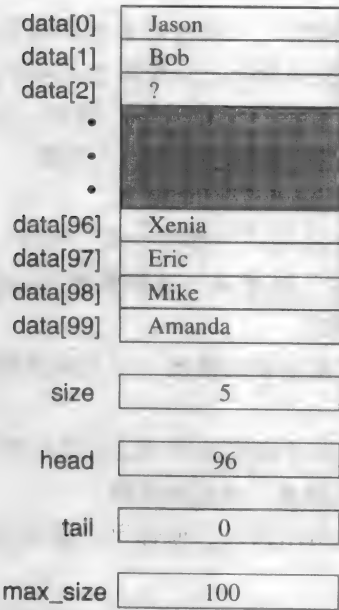 data[0] Jason
data[1] Bob
data[2] ?
data[96] Xenia
data[97] Eric
data[98] Mike
data[99] Amanda
size 5
head 96
tail 0
max_size 100